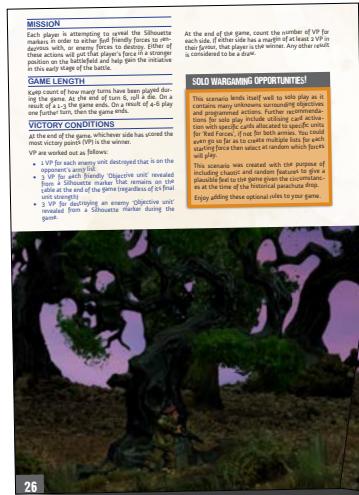 MISSION
Each player is attempting to reveal the Silhouette
markers in order to either find friendly forces to ren-
dezvous with, or enemy forces to destroy. Either of
these actions will put that player's force in a stronger
position on the battlefield and help gain the initiative
in this early stage of the battle.
GAME LENGTH
Keep count of how many turns have been played dur-
ing the game. At the end of turn 6, roll a die. On a
result of a 1-3 the game ends. On a result of 4-6 play
one further turn, then the game ends.
VICTORY CONDITIONS
At the end of the game, whichever side has scored the
most victory points (VP) is the winner.
VP are worked out as follows:
• 1 VP for each enemy unit destroyed that is on the
opponent's army list
• 3 VP for each friendly 'Objective unit' revealed
from a Silhouette marker that remains on the
table at the end of the game (regardless of its final
unit strength)
• 3 VP for destroying an enemy 'Objective unit'
revealed from a Silhouette marker during the
game.
At the end of the game, count the number of VP for
each side. If either side has a margin of at least 2 VP in
their favour, that player is the winner. Any other result
is considered to be a draw.
SOLO WARGAMING OPPORTUNITIES!
This scenario lends itself well to solo play as it
contains many unknowns surrounding objectives
and programmed actions. Further recommenda-
tions for solo play include utilising card activa-
tion with specific cards allocated to specific units
for 'Red Forces', if not for both armies. You could
even go so far as to create multiple lists for each
starting force then select at random which forces
will play.
This scenario was created with the purpose of
including chaotic and random features to give a
plausible feel to the game given the circumstanc-
es at the time of the historical parachute drop.
Enjoy adding these optional rules to your game.
26